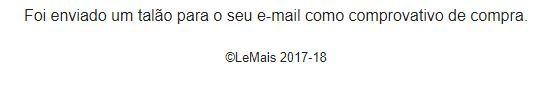 Foi enviado um talão para o seu e-mail como comprovativo de compra.
©LeMais 2017-18